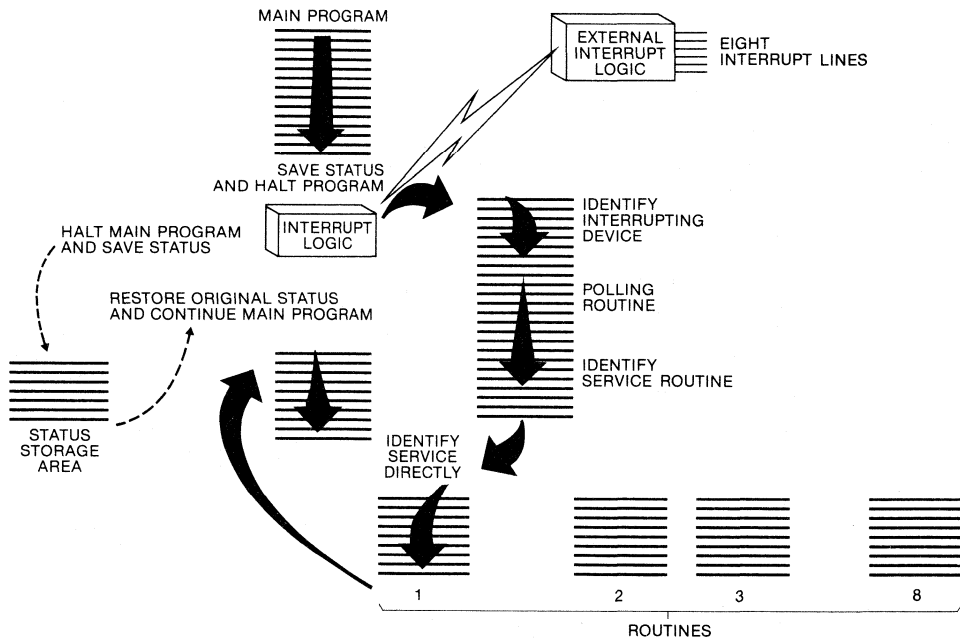 MAIN PROGRAM
EXTERNAL
INTERRUPT
LOGIC
EIGHT
INTERRUPT LINES
SAVE STATUS
AND HALT PROGRAM
INTERRUPT
LOGIC
IDENTIFY
INTERRUPTING
DEVICE
HALT MAIN PROGRAM
AND SAVE STATUS
RESTORE ORIGINAL STATUS
AND CONTINUE MAIN PROGRAM
POLLING
ROUTINE
IDENTIFY
SERVICE ROUTINE
STATUS
STORAGE
AREA
IDENTIFY
SERVICE
DIRECTLY
1
2
3
8
ROUTINES